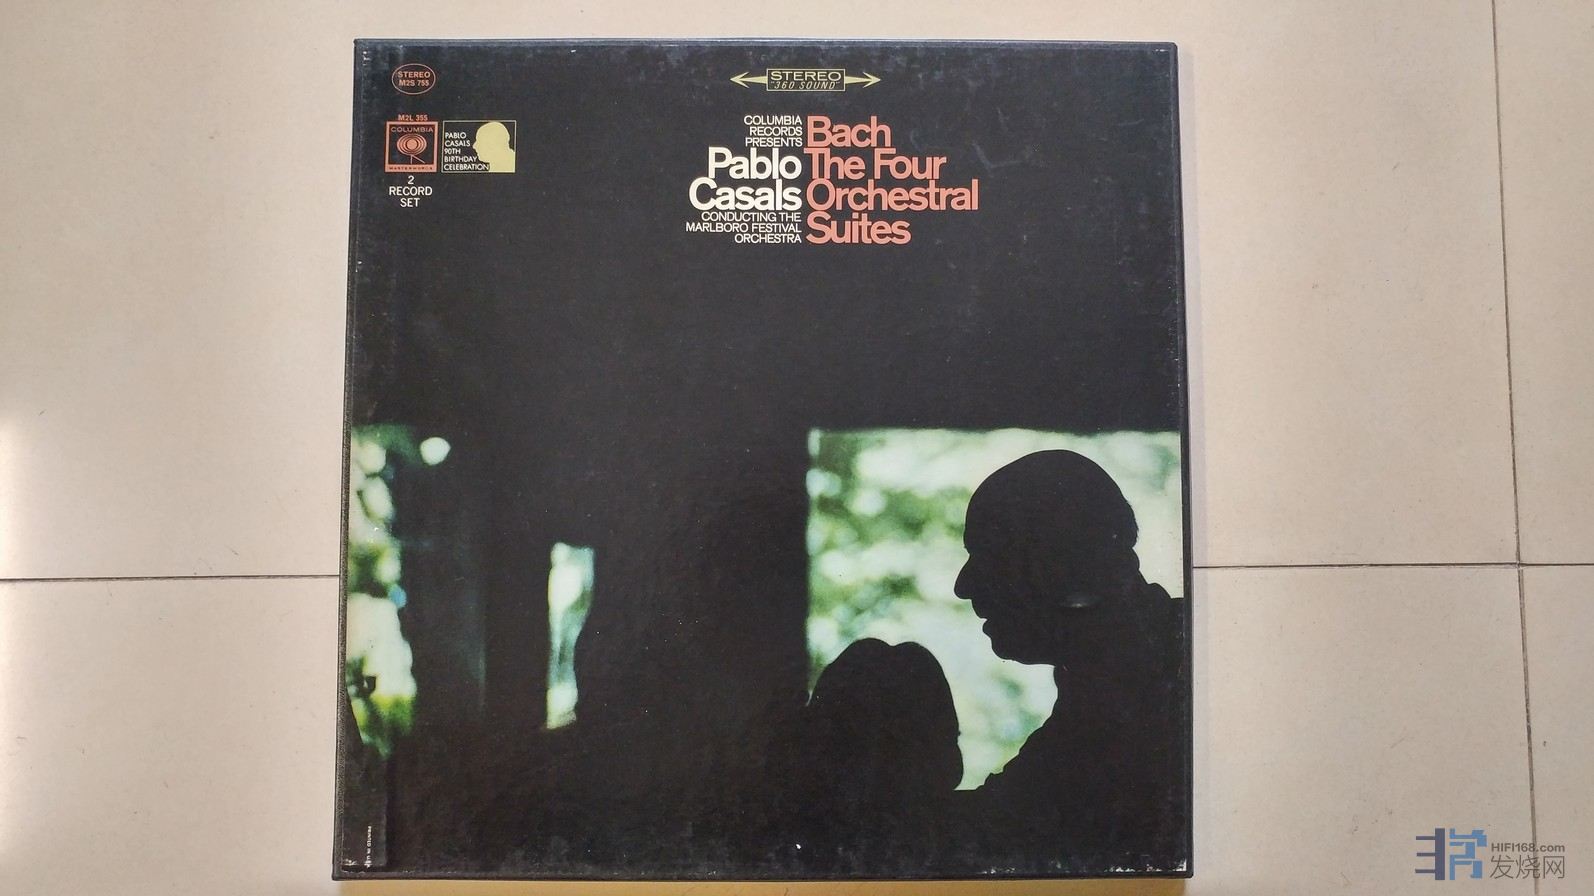 STEREO
M2S 755
STEREO
"360 SOUND"
M2L 355
COLUMBIA
MASTERWORKS
PABLO
CASALS
90TH
BIRTHDAY
CELEBRATION
2
RECORD
SET
COLUMBIA
RECORDS
PRESENTS
Pablo
Casals
CONDUCTING THE
MARLBORO FESTIVAL
ORCHESTRA
Bach
The Four
Orchestral
Suites
PRINTED IN U.S.A.
HIFI168.com
发烧网